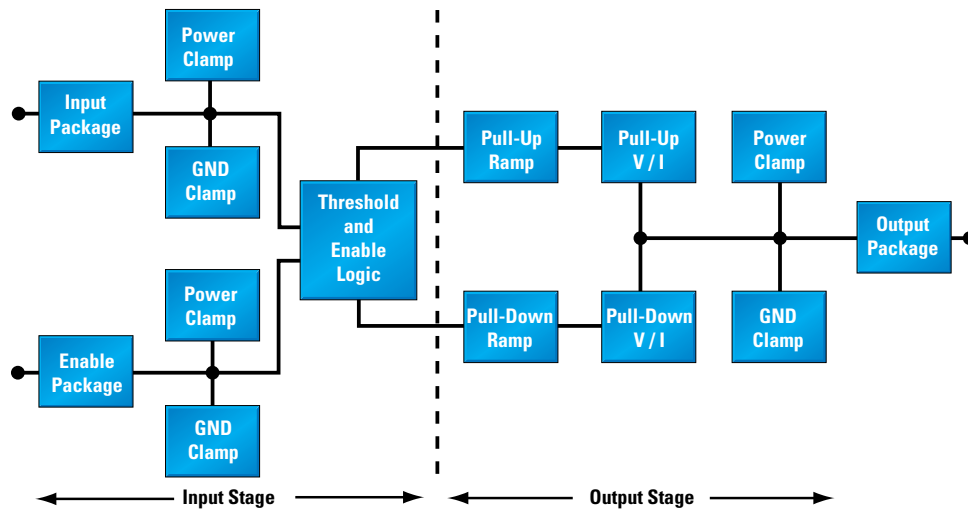 Power
Clamp
Input
Package
GND
Clamp
Threshold
and
Enable
Logic
Power
Clamp
Enable
Package
GND
Clamp
Pull-Up
Ramp
Pull-Up
V / I
Power
Clamp
Output
Package
Pull-Down
Ramp
Pull-Down
V / I
GND
Clamp
Input Stage
Output Stage